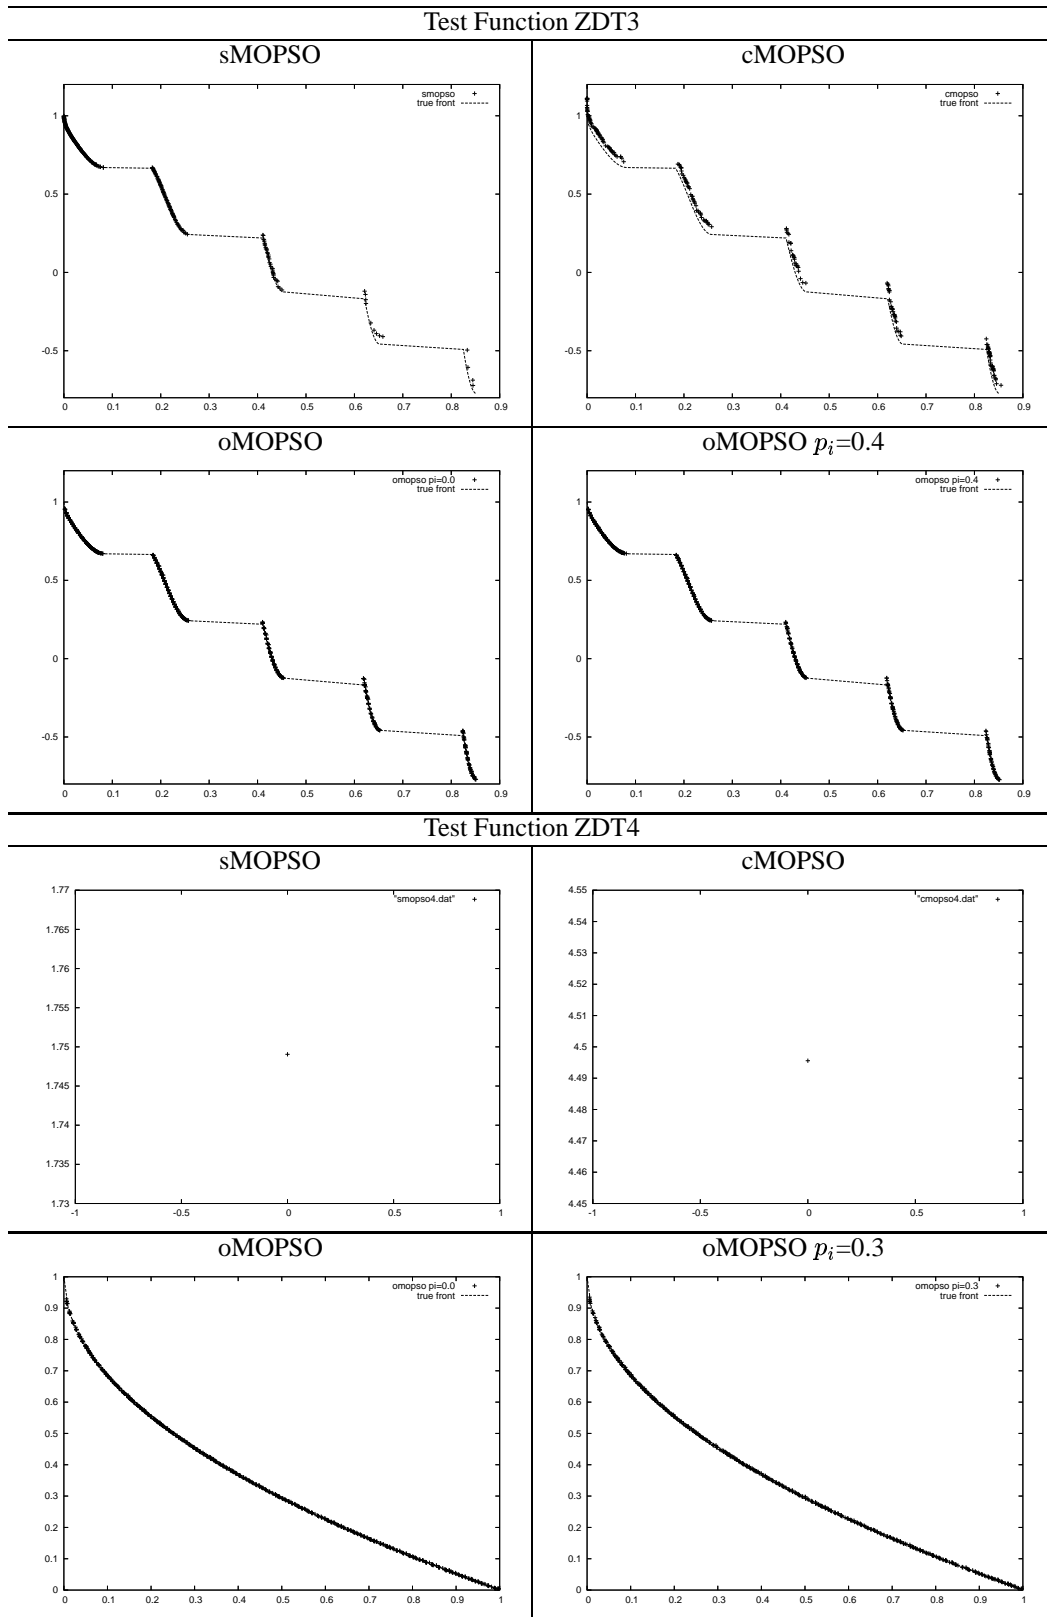 Test Function ZDT3
sMOPSO
cMOPSO
smopso
true front
1
0.5
0
-0.5
0 0.1 0.2 0.3 0.4 0.5 0.6 0.7 0.8 0.9
cmopso
true front
1
0.5
0
-0.5
0 0.1 0.2 0.3 0.4 0.5 0.6 0.7 0.8 0.9
oMOPSO
oMOPSO p_i=0.4
omopso pi=0.0
true front
1
0.5
0
-0.5
0 0.1 0.2 0.3 0.4 0.5 0.6 0.7 0.8 0.9
omopso pi=0.4
true front
1
0.5
0
-0.5
0 0.1 0.2 0.3 0.4 0.5 0.6 0.7 0.8 0.9
Test Function ZDT4
sMOPSO
cMOPSO
"smopso4.dat"
1.77
1.765
1.76
1.755
1.75
1.745
1.74
1.735
1.73
-1 -0.5 0 0.5 1
"cmopso4.dat"
4.55
4.54
4.53
4.52
4.51
4.5
4.49
4.48
4.47
4.46
4.45
-1 -0.5 0 0.5 1
oMOPSO
oMOPSO p_i=0.3
omopso pi=0.0
true front
1
0.9
0.8
0.7
0.6
0.5
0.4
0.3
0.2
0.1
0
0 0.1 0.2 0.3 0.4 0.5 0.6 0.7 0.8 0.9 1
omopso pi=0.3
true front
1
0.9
0.8
0.7
0.6
0.5
0.4
0.3
0.2
0.1
0
0 0.1 0.2 0.3 0.4 0.5 0.6 0.7 0.8 0.9 1